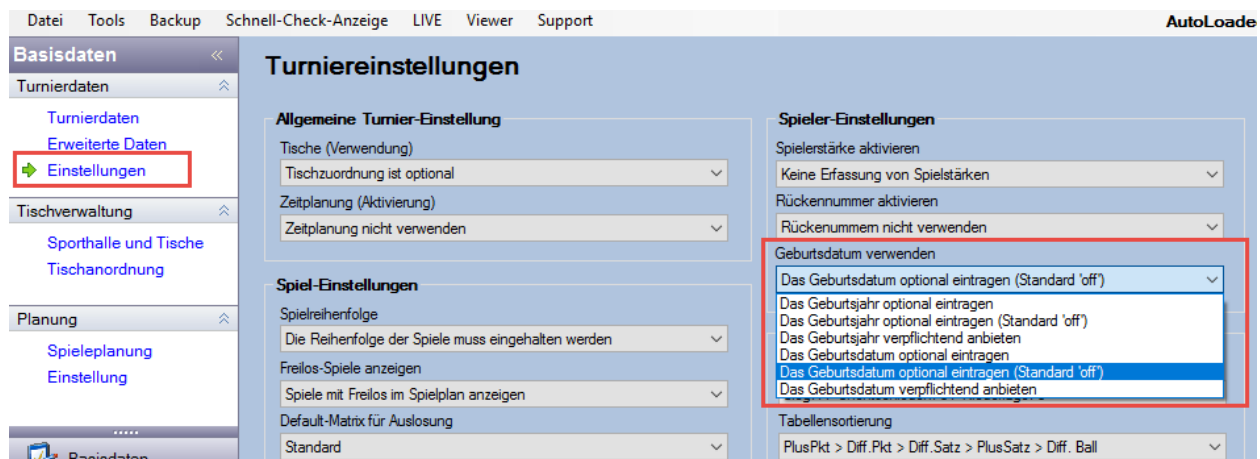 Datei Tools Backup Schnell-Check-Anzeige LIVE Viewer Support AutoLoade
Basisdaten
Turnierdaten
Turnierdaten
Erweiterte Daten
Einstellungen
Tischverwaltung
Sporthalle und Tische
Tischanordnung
Planung
Spieleplanung
Einstellung
Basisdaten
Turniereinstellungen
Allgemeine Turnier-Einstellung
Tische (Verwendung)
Tischzuordnung ist optional
Zeitplanung (Aktivierung)
Zeitplanung nicht verwenden
Spiel-Einstellungen
Spielreihenfolge
Die Reihenfolge der Spiele muss eingehalten werden
Freilos-Spiele anzeigen
Spiele mit Freilos im Spielplan anzeigen
Default-Matrix für Auslosung
Standard
Spieler-Einstellungen
Spielerstärke aktivieren
Keine Erfassung von Spielstärken
Rückennummer aktivieren
Rückennummern nicht verwenden
Geburtsdatum verwenden
Das Geburtsdatum optional eintragen (Standard 'off')
Das Geburtsjahr optional eintragen
Das Geburtsjahr optional eintragen (Standard 'off')
Das Geburtsjahr verpflichtend anbieten
Das Geburtsdatum optional eintragen
Das Geburtsdatum optional eintragen (Standard 'off')
Das Geburtsdatum verpflichtend anbieten
Tabellensortierung
PlusPkt > Diff.Pkt > Diff.Satz > PlusSatz > Diff. Ball